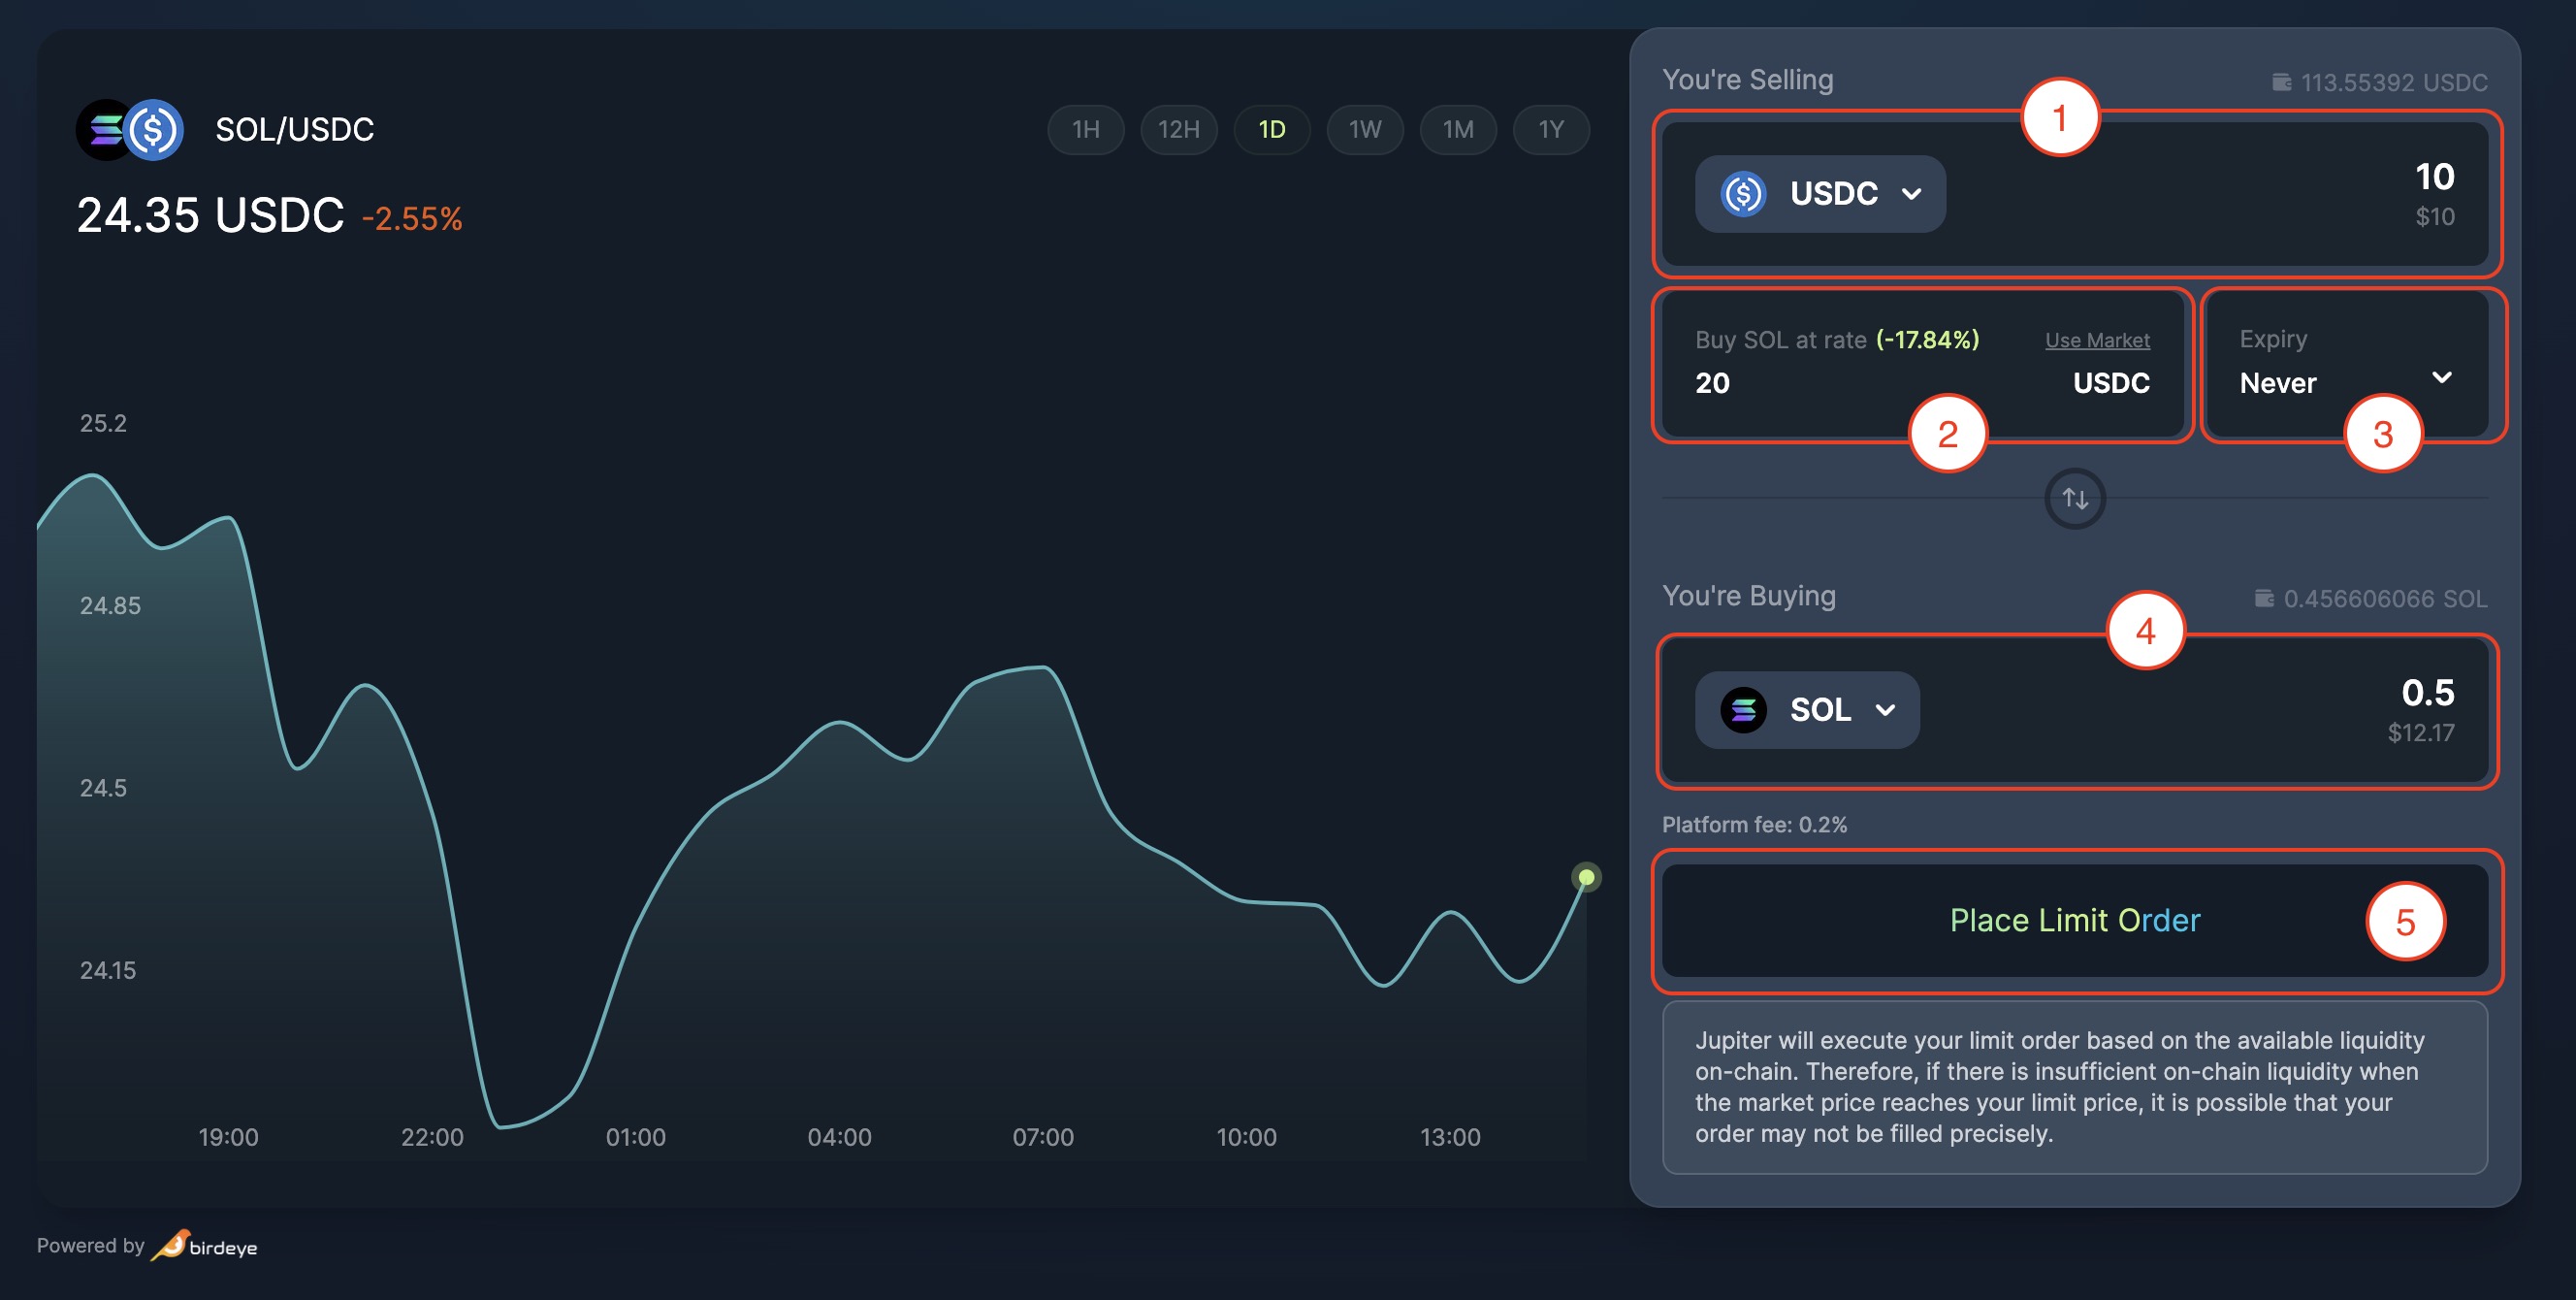 SOL/USDC
1H 12H 1D 1W 1M 1Y
24.35 USDC -2.55%
25.2
24.85
24.5
24.15
19:00 22:00 01:00 04:00 07:00 10:00 13:00
Powered by birdeye
You're Selling 113.55392 USDC
1
USDC 10
$10
Buy SOL at rate (-17.84%) Use Market
20 USDC
2
Expiry
Never
3
You're Buying 0.456606066 SOL
4
SOL 0.5
$12.17
Platform fee: 0.2%
Place Limit Order 5
Jupiter will execute your limit order based on the available liquidity
on-chain. Therefore, if there is insufficient on-chain liquidity when
the market price reaches your limit price, it is possible that your
order may not be filled precisely.